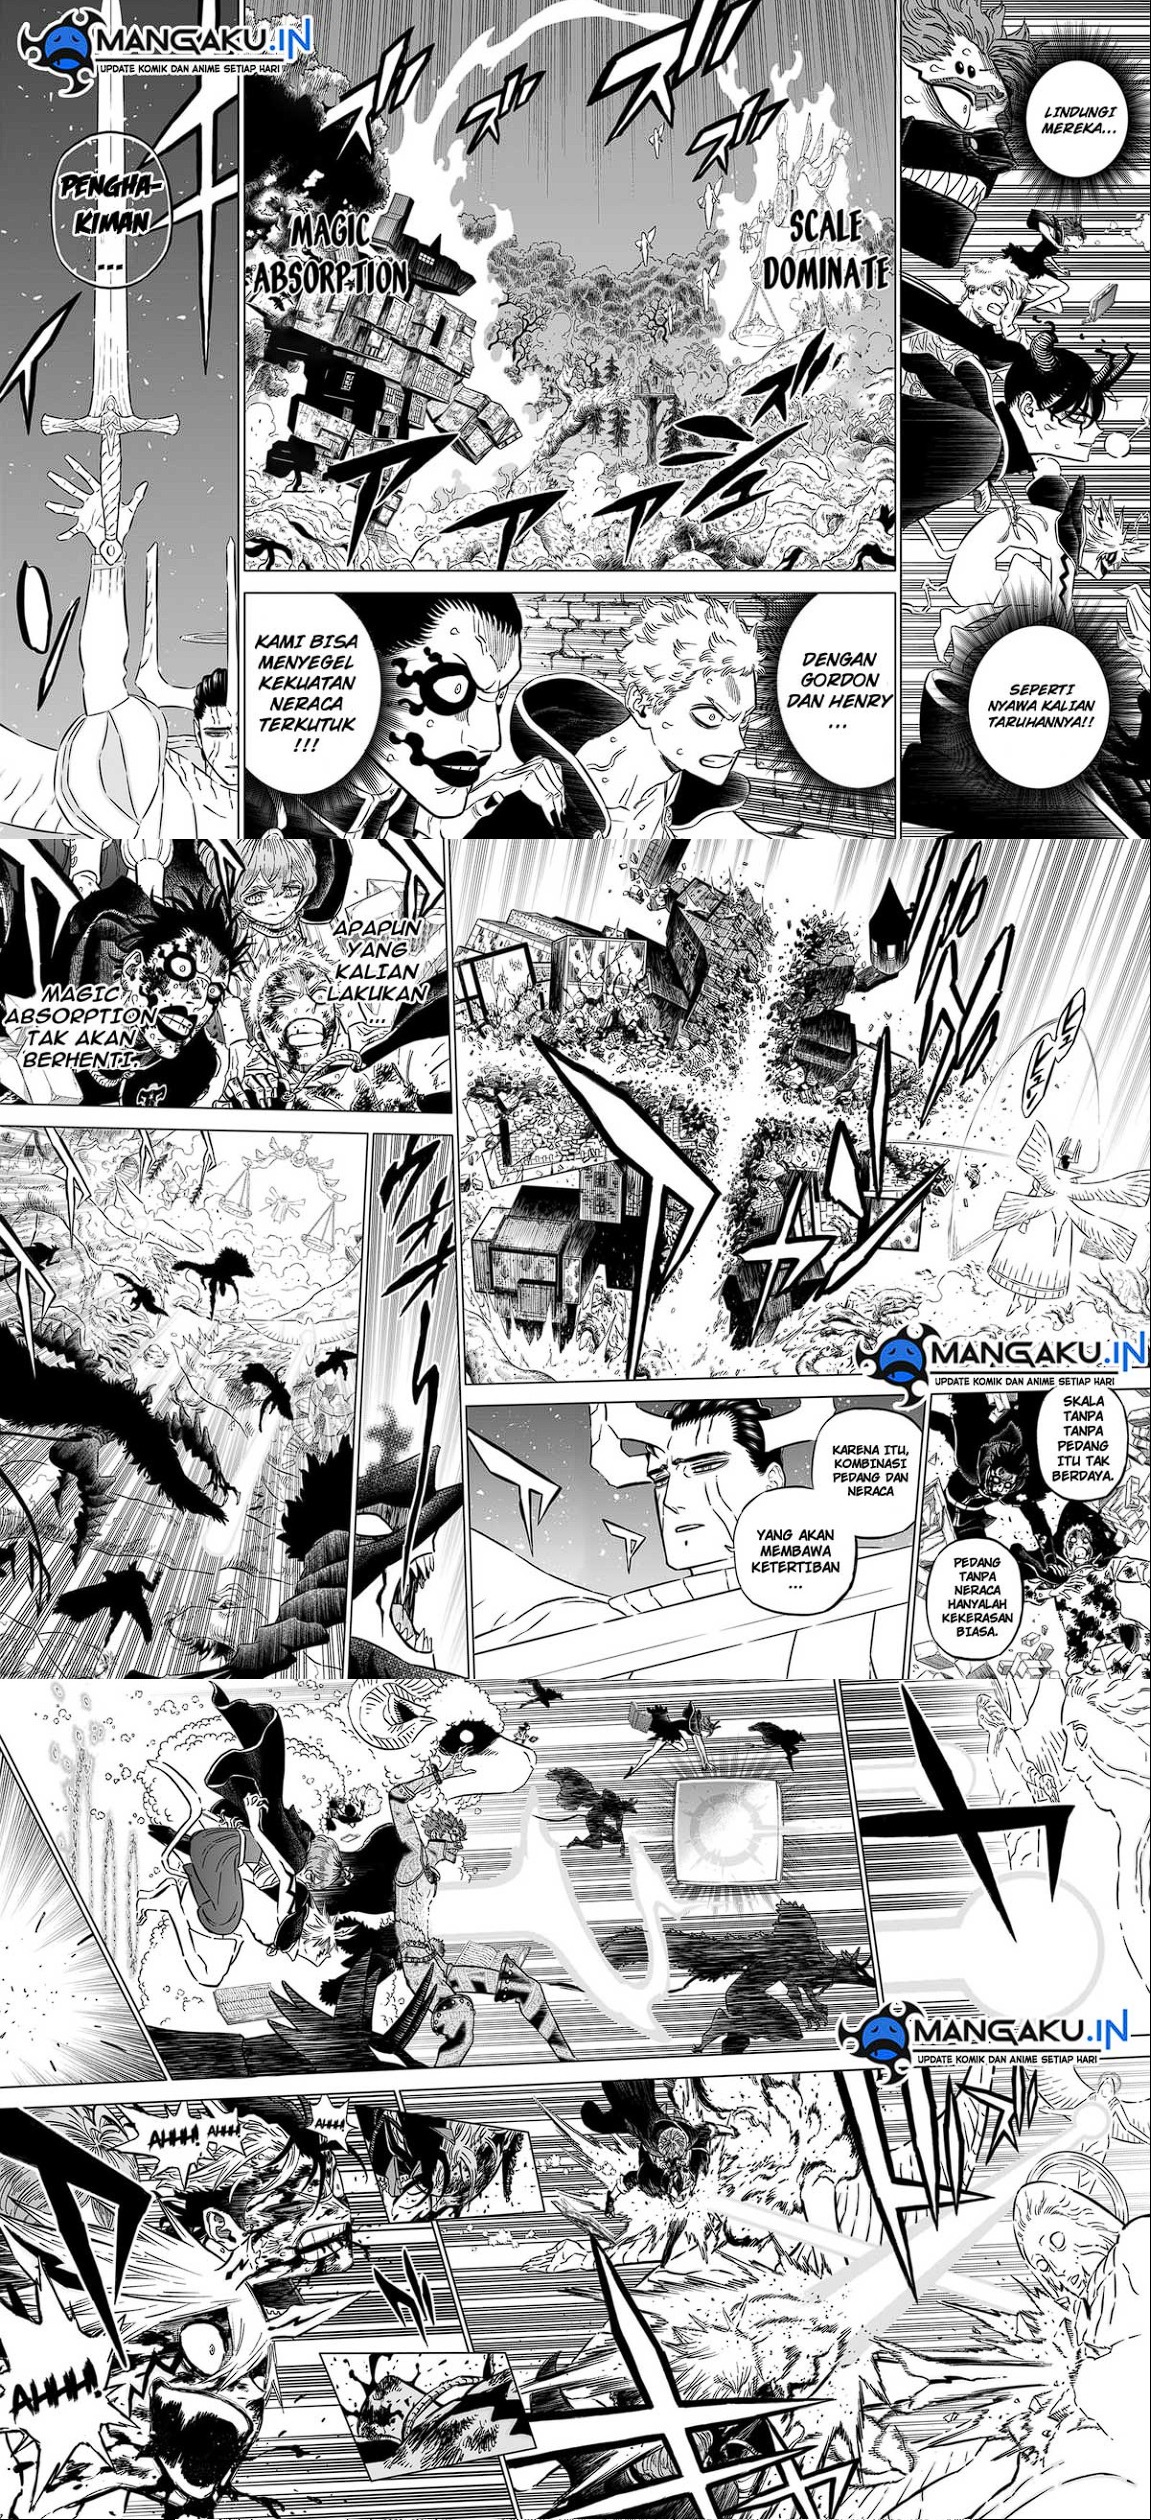 MANGAKU.IN
UPDATE KOMIK DAN ANIME SETIAP HARI
LINDUNGI
MEREKA...
SEPERTI
NYAWA KALIAN
TARUHANNYA!!
SCALE
DOMINATE
MAGIC
ABSORPTION
DENGAN
GORDON
DAN HENRY
...
KAMI BISA
MENYEGEL
KEKUATAN
NERACA
TERKUTUK
!!!
PENGHA-
KIMAN
...
APAPUN
YANG
KALIAN
LAKUKAN
...
MAGIC
ABSORPTION
TAK AKAN
BERHENTI.
MANGAKU.IN
UPDATE KOMIK DAN ANIME SETIAP HARI
SKALA
TANPA
TANPA
PEDANG
ITU TAK
BERDAYA.
PEDANG
TANPA
NERACA
HANYALAH
KEKERASAN
BIASA.
KARENA ITU,
KOMBINASI
PEDANG DAN
NERACA
YANG AKAN
MEMBAWA
KETERTIBAN
...
MANGAKU.IN
UPDATE KOMIK DAN ANIME SETIAP HARI
AHHH!
AHHH!
AHHH!
AHHH!